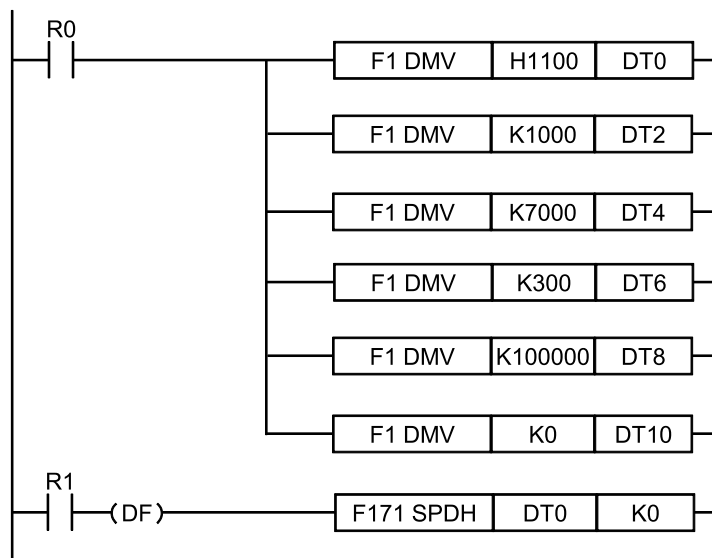 R0
F1 DMV H1100 DT0
F1 DMV K1000 DT2
F1 DMV K7000 DT4
F1 DMV K300 DT6
F1 DMV K100000 DT8
F1 DMV K0 DT10
R1
(DF) F171 SPDH DT0 K0